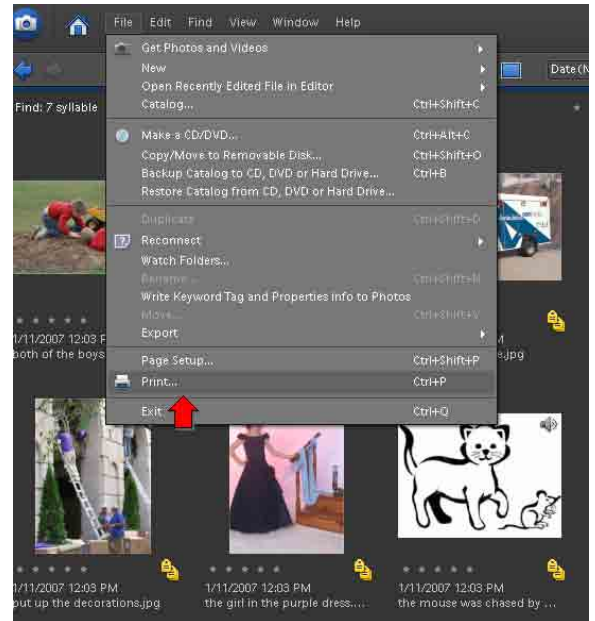 File Edit Find View Window Help
Get Photos and Videos
New
Open Recently Edited File in Editor
Catalog... Ctrl+Shift+C
Date (N
Find: 7 syllable
Make a CD/DVD... Ctrl+Alt+C
Copy/Move to Removable Disk... Ctrl+Shift+O
Backup Catalog to CD, DVD or Hard Drive... Ctrl+B
Restore Catalog from CD, DVD or Hard Drive...
Duplicate Ctrl+Shift+D
Reconnect
Watch Folders...
Rename... Ctrl+Shift+N
Write Keyword Tag and Properties info to Photos
Move... Ctrl+Shift+V
Export
Page Setup... Ctrl+Shift+P
Print... Ctrl+P
Exit Ctrl+Q
1/11/2007 12:03 P
both of the boys
M
e.jpg
1/11/2007 12:03 PM
put up the decorations.jpg
1/11/2007 12:03 PM
the girl in the purple dress....
1/11/2007 12:03 PM
the mouse was chased by ...